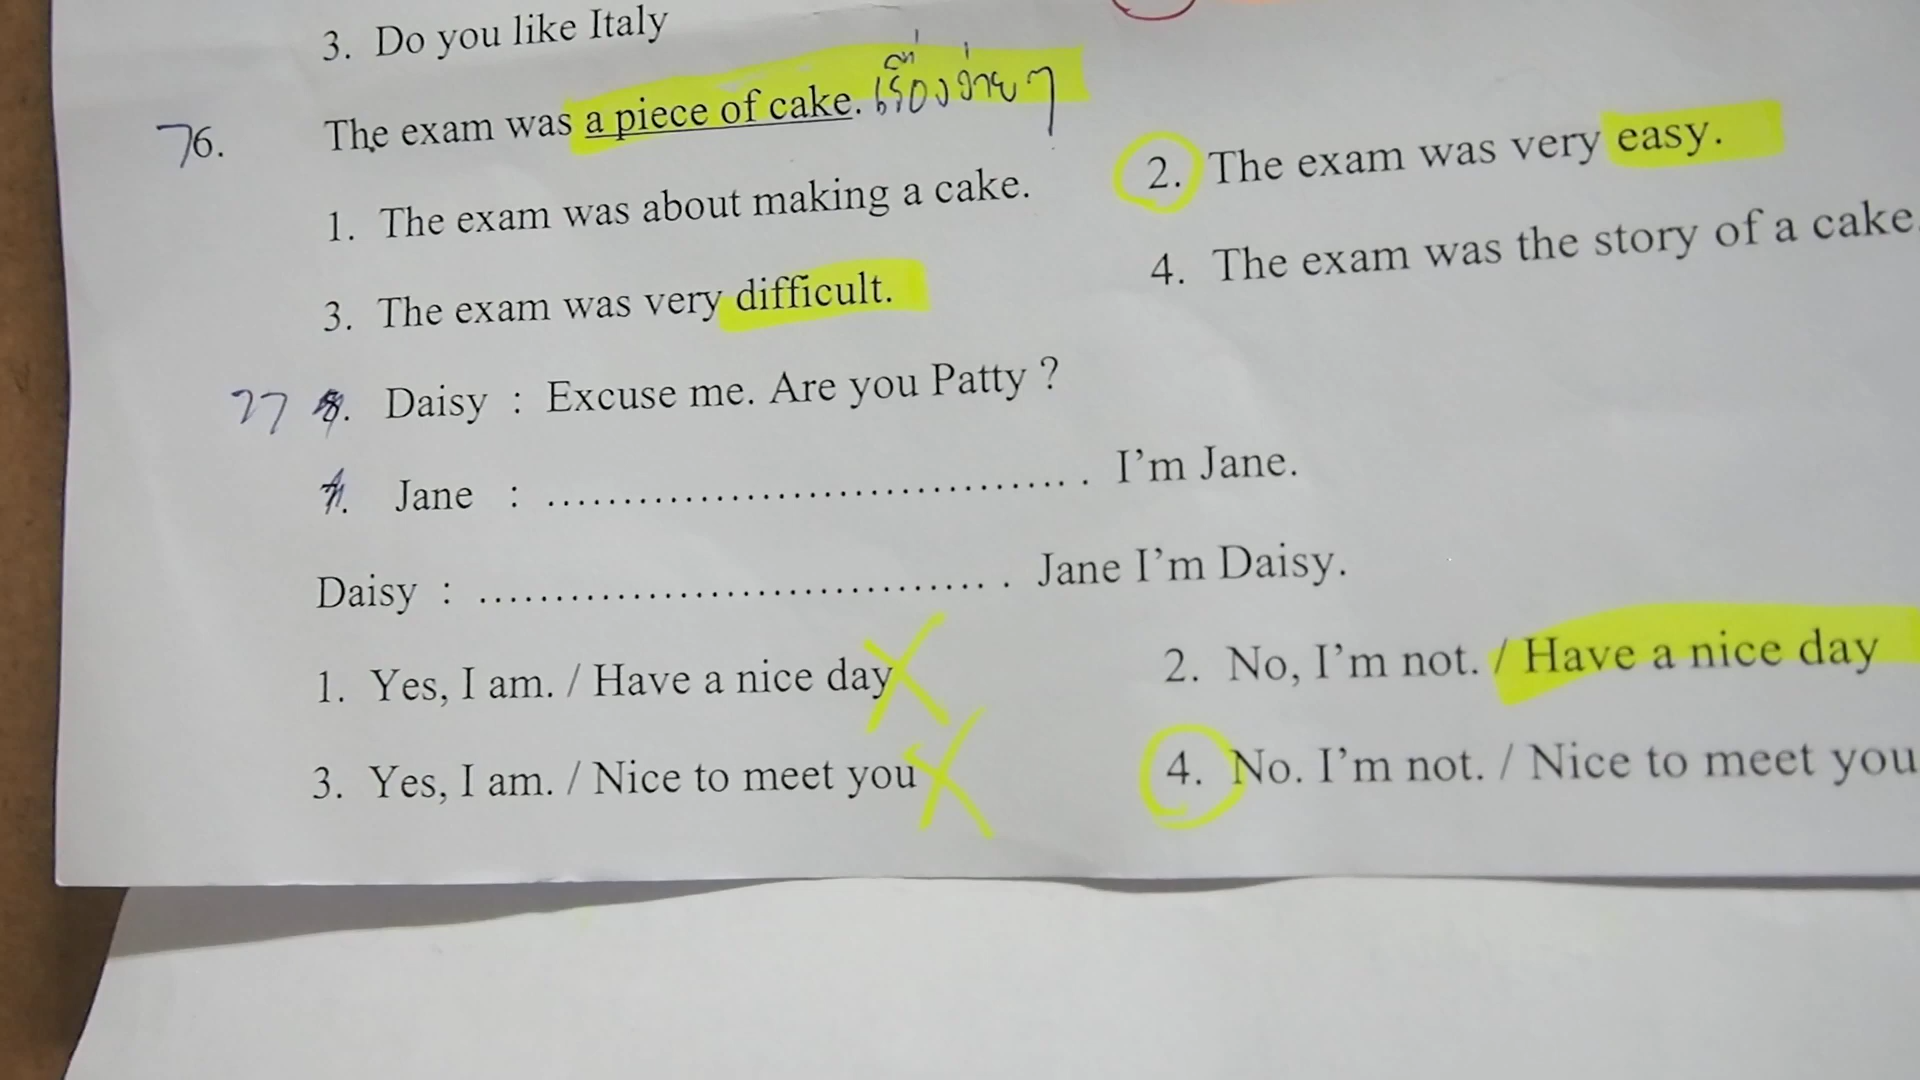 3. Do you like Italy
76. The exam was a piece of cake. เรื่องง่าย ๆ
1. The exam was about making a cake.
2. The exam was very easy.
3. The exam was very difficult.
4. The exam was the story of a cake.
77 8. Daisy : Excuse me. Are you Patty ?
Jane : ........................................ I'm Jane.
Daisy : ........................................ Jane I'm Daisy.
1. Yes, I am. / Have a nice day
2. No, I'm not. / Have a nice day
3. Yes, I am. / Nice to meet you
4. No. I'm not. / Nice to meet you